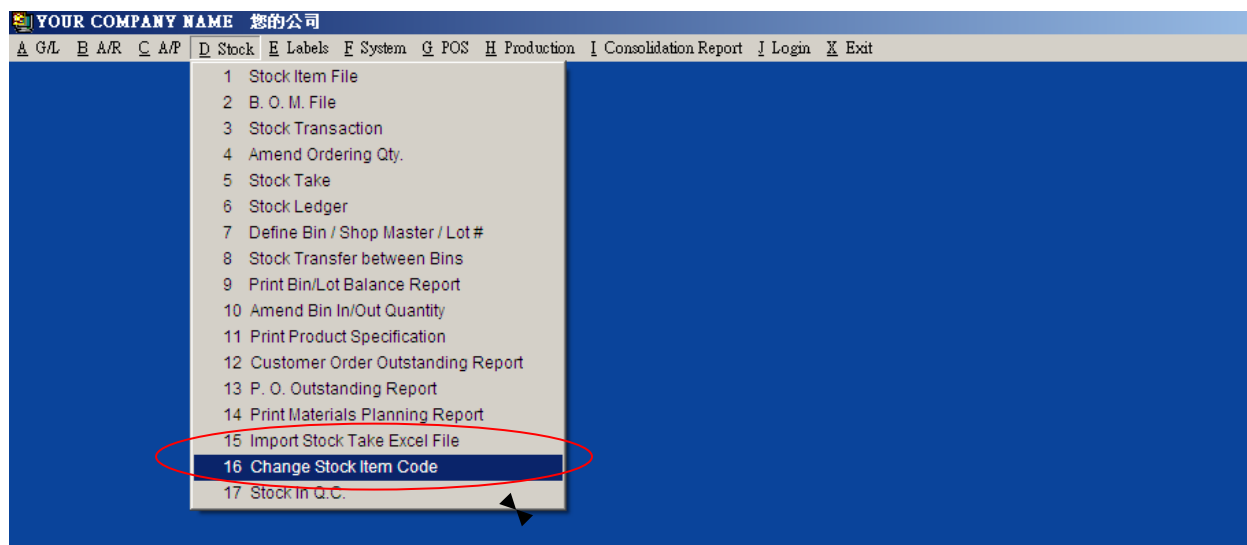 YOUR COMPANY NAME 您的公司
A G/L B A/R C A/P D Stock E Labels F System G POS H Production I Consolidation Report J Login X Exit
1 Stock Item File
2 B. O. M. File
3 Stock Transaction
4 Amend Ordering Qty.
5 Stock Take
6 Stock Ledger
7 Define Bin / Shop Master / Lot #
8 Stock Transfer between Bins
9 Print Bin/Lot Balance Report
10 Amend Bin In/Out Quantity
11 Print Product Specification
12 Customer Order Outstanding Report
13 P. O. Outstanding Report
14 Print Materials Planning Report
15 Import Stock Take Excel File
16 Change Stock Item Code
17 Stock In Q.C.